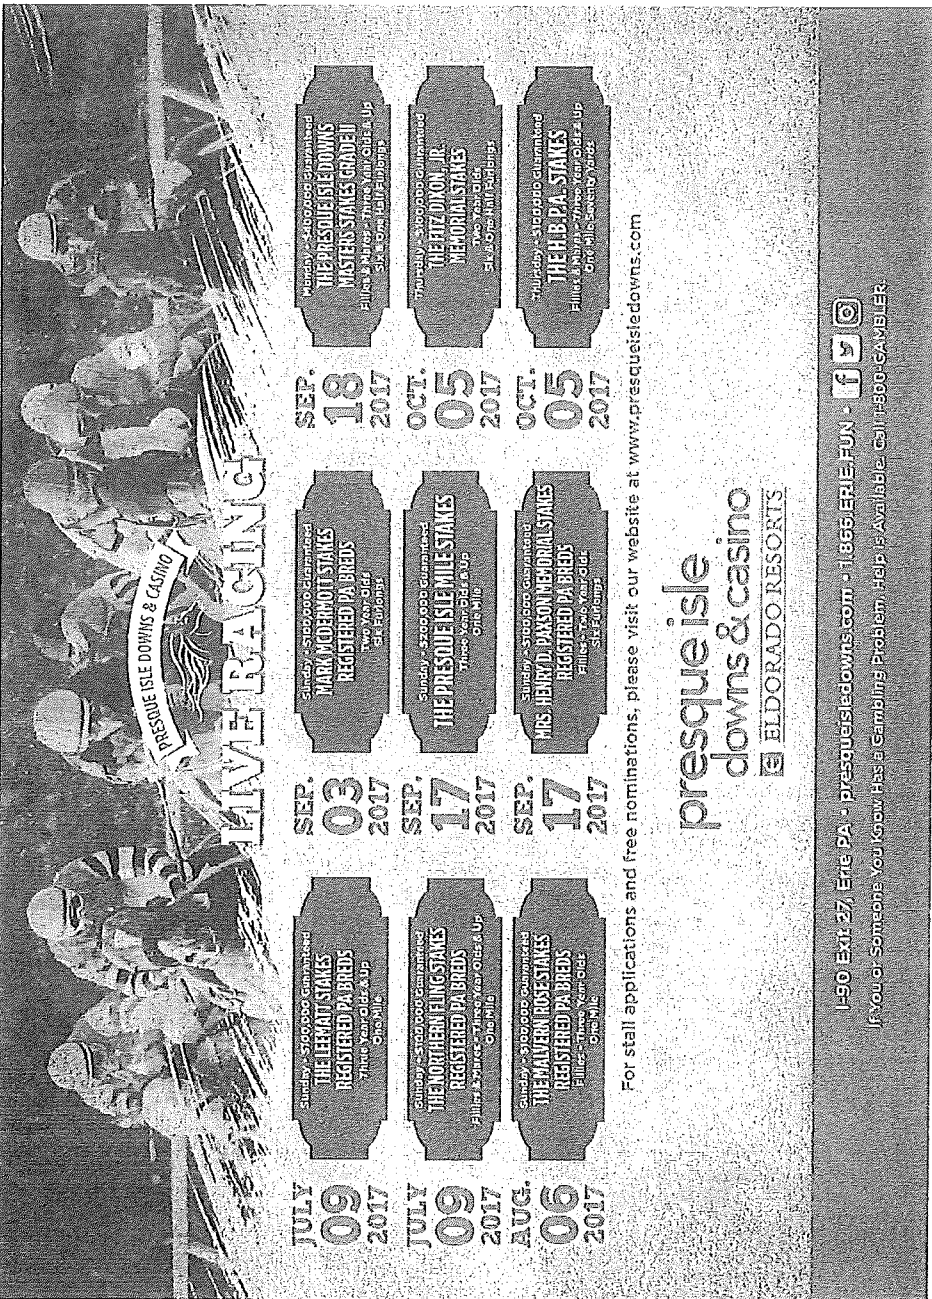 PRESQUE ISLE DOWNS & CASINO
LIVE RACING
JULY
09
2017
Sunday - $100,000 Guaranteed
THE LEMATT STAKES
REGISTERED PA BREDS
Three Year Olds & Up
One Mile
SEP.
03
2017
Sunday - $100,000 Guaranteed
MARK MCDERMOTT STAKES
REGISTERED PA BREDS
Two Year Olds
Six Furlongs
SEP.
18
2017
Monday - Guaranteed
THE PRESQUE ISLE DOWNS
MASTERS STAKES GRADE II
Fillies & Mares - Three Year Olds & Up
Six & One Half Furlongs
JULY
09
2017
Sunday - $100,000 Guaranteed
THE NORTHERN FLING STAKES
REGISTERED PA BREDS
Fillies & Mares - Three Year Olds & Up
One Mile
SEP.
17
2017
Sunday - Guaranteed
THE PRESQUE ISLE MILE STAKES
Three Year Olds & Up
One Mile
OCT.
05
2017
Thursday - $100,000 Guaranteed
THE FITZ DIXON, JR.
MEMORIAL STAKES
Two Year Olds
Six & One Half Furlongs
AUG.
06
2017
Sunday - $100,000 Guaranteed
THE MALVERN ROSE STAKES
REGISTERED PA BREDS
Fillies - Three Year Olds
One Mile
SEP.
17
2017
Sunday - $100,000 Guaranteed
MRS. HENRY D. PAXSON MEMORIAL STAKES
REGISTERED PA BREDS
Fillies - Two Year Olds
Six Furlongs
OCT.
05
2017
Thursday - $100,000 Guaranteed
THE H.B.P.A. STAKES
Fillies & Mares - Three Year Olds & Up
One Mile Seventy Yards
For stall applications and free nominations, please visit our website at www.presqueisledowns.com
presque isle
downs & casino
E ELDORADO RESORTS
I-90 Exit 27, Erie PA • presqueisledowns.com • 1.866.ERIE.FUN •
If You or Someone You Know Has a Gambling Problem, Help is Available. Call 1-800-GAMBLER.